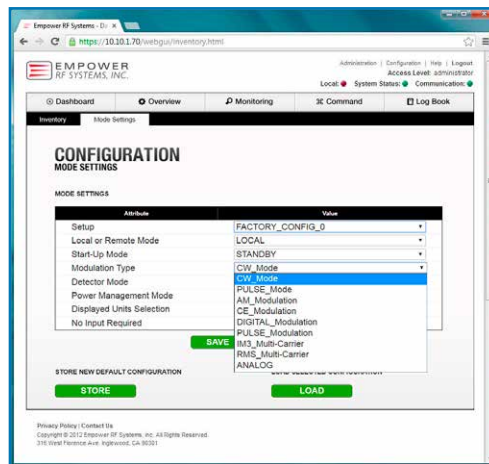 Empower RF Systems - De
https://10.10.1.70/webgui/inventory.html
EMPOWER
RF SYSTEMS, INC.
Administration | Configuration | Help | Logout
Access Level: administrator
Local: System Status: Communication:
Dashboard Overview Monitoring Command Log Book
Inventory Mode Settings
CONFIGURATION
MODE SETTINGS
MODE SETTINGS
Attribute Value
Setup FACTORY_CONFIG_0
Local or Remote Mode LOCAL
Start-Up Mode STANDBY
Modulation Type CW_Mode
Detector Mode CW_Mode
PULSE_Mode
Power Management Mode AM_Modulation
CE_Modulation
Displayed Units Selection DIGITAL_Modulation
No Input Required PULSE_Modulation
IM3_Multi-Carrier
SAVE RMS_Multi-Carrier
ANALOG
STORE NEW DEFAULT CONFIGURATION LOAD SELECTED CONFIGURATION
STORE LOAD
Privacy Policy | Contact Us
Copyright © 2012 Empower RF Systems, Inc. All Rights Reserved.
316 West Florence Ave. Inglewood, CA 90301